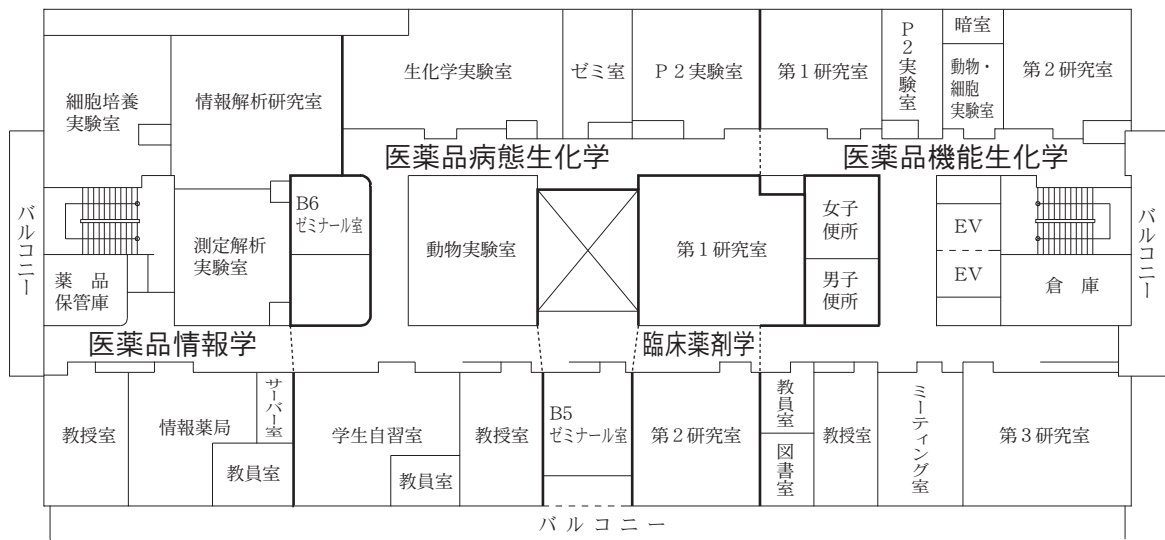 細胞培養
実験室
情報解析研究室
生化学実験室
ゼミ室
P2実験室
第1研究室
P2実験室
暗室
動物・
細胞
実験室
第2研究室
医薬品病態生化学
医薬品機能生化学
バルコニー
B6
ゼミナール室
測定解析
実験室
動物実験室
第1研究室
女子
便所
男子
便所
EV
EV
倉庫
バルコニー
薬品
保管庫
医薬品情報学
臨床薬剤学
教授室
情報薬局
サーバー室
教員室
学生自習室
教員室
教授室
B5
ゼミナール室
第2研究室
教員室
図書室
教授室
ミーティング室
第3研究室
バルコニー